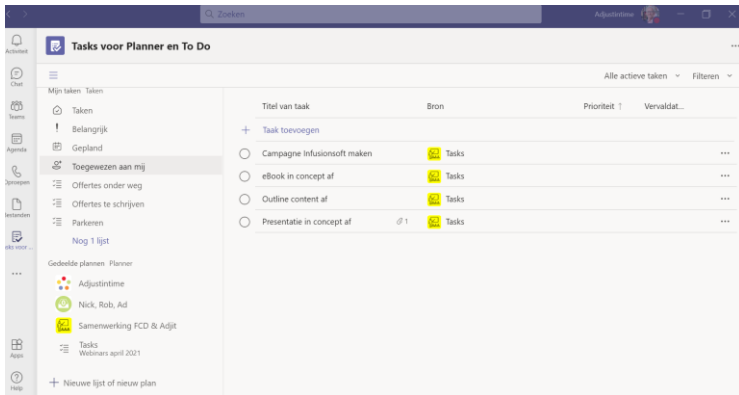 Zoeken
Adjustintime
Activiteit
Chat
Teams
Agenda
Oproepen
Bestanden
Tasks voor ...
Apps
Help
Tasks voor Planner en To Do
Alle actieve taken
Filteren
Mijn taken Taken
Taken
Belangrijk
Gepland
Toegewezen aan mij
Offertes onder weg
Offertes te schrijven
Parkeren
Nog 1 lijst
Gedeelde plannen Planner
Adjustintime
Nick, Rob, Ad
Samenwerking FCD & Adjit
Tasks
Webinars april 2021
+ Nieuwe lijst of nieuw plan
Titel van taak Bron Prioriteit ↑ Vervaldat...
+ Taak toevoegen
Campagne Infusionsoft maken Tasks
eBook in concept af Tasks
Outline content af Tasks
Presentatie in concept af 1 Tasks